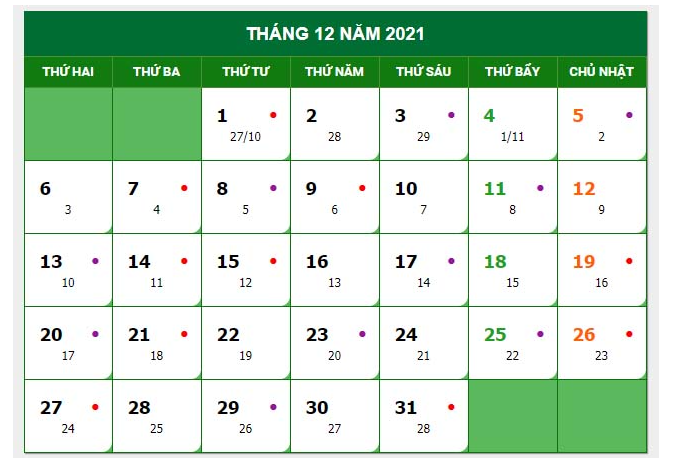 THÁNG 12 NĂM 2021
THỨ HAI THỨ BA THỨ TƯ THỨ NĂM THỨ SÁU THỨ BẨY CHỦ NHẬT
1 2 3 4 5
27/10 28 29 1/11 2
6 7 8 9 10 11 12
3 4 5 6 7 8 9
13 14 15 16 17 18 19
10 11 12 13 14 15 16
20 21 22 23 24 25 26
17 18 19 20 21 22 23
27 28 29 30 31
24 25 26 27 28